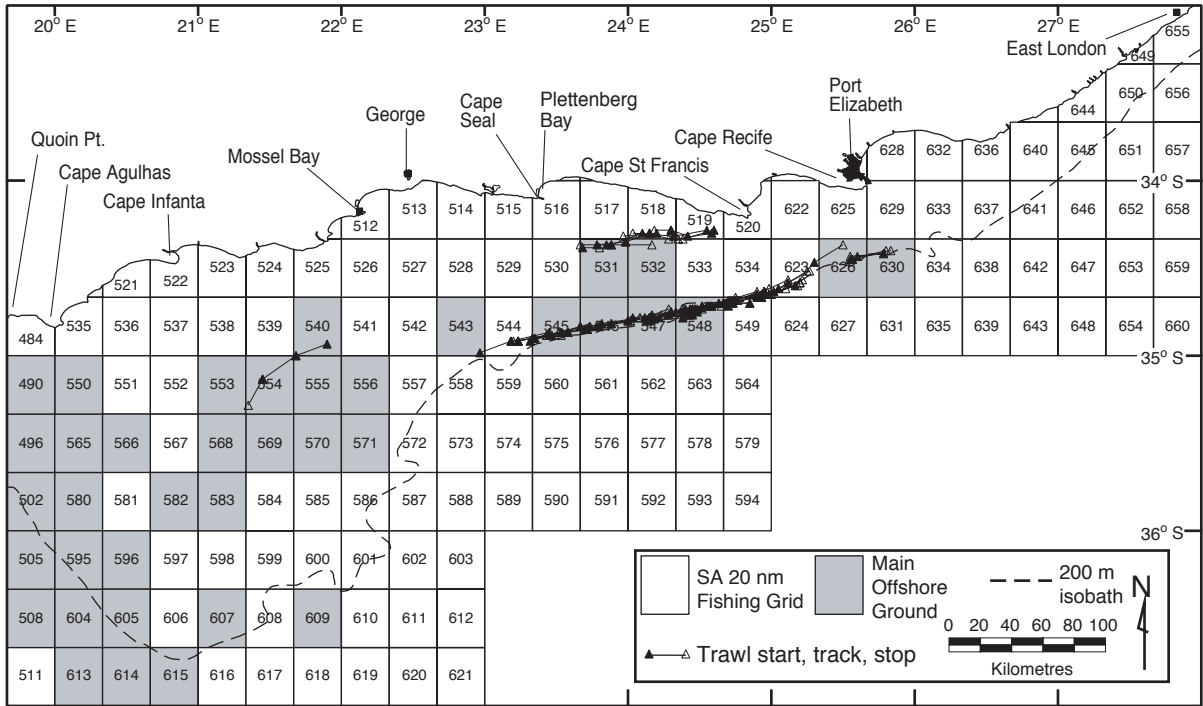 20° E 21° E 22° E 23° E 24° E 25° E 26° E 27° E
East London
Port
Elizabeth
Plettenberg
Bay
Cape
Seal
George
Cape Recife
Quoin Pt.
Mossel Bay
Cape St Francis
Cape Agulhas
Cape Infanta
34° S
35° S
36° S
655
649
650 656
644
628 632 636 640 645 651 657
512 513 514 515 516 517 518 519 520 622 625 629 633 637 641 646 652 658
521 522 523 524 525 526 527 528 529 530 531 532 533 534 623 626 630 634 638 642 647 653 659
484 535 536 537 538 539 540 541 542 543 544 545 547 548 549 624 627 631 635 639 643 648 654 660
490 550 551 552 553 554 555 556 557 558 559 560 561 562 563 564
496 565 566 567 568 569 570 571 572 573 574 575 576 577 578 579
502 580 581 582 583 584 585 586 587 588 589 590 591 592 593 594
505 595 596 597 598 599 600 601 602 603
508 604 605 606 607 608 609 610 611 612
511 613 614 615 616 617 618 619 620 621
SA 20 nm
Fishing Grid
Main
Offshore
Ground
200 m
isobath
N
0 20 40 60 80 100
Kilometres
Trawl start, track, stop